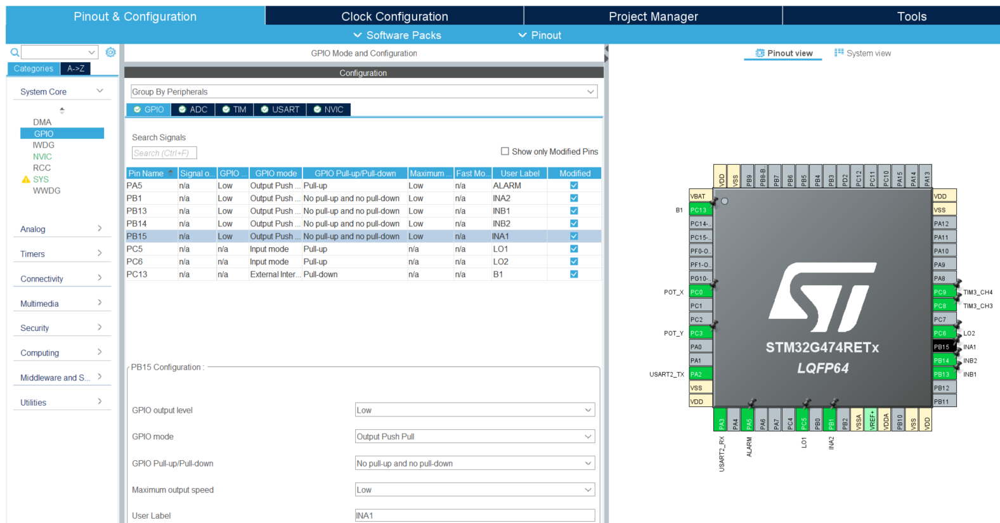 Pinout & Configuration Clock Configuration Project Manager Tools
Software Packs Pinout
GPIO Mode and Configuration
Pinout view System view
Categories A->Z
Configuration
System Core
Group By Peripherals
GPIO ADC TIM USART NVIC
DMA
GPIO
IWDG
NVIC
RCC
SYS
WWDG
Analog
Timers
Connectivity
Multimedia
Security
Computing
Middleware and S...
Utilities
Search Signals
Search (Ctrl+F)
Show only Modified Pins
Pin Name Signal o... GPIO ... GPIO mode GPIO Pull-up/Pull-down Maximum ... Fast Mo... User Label Modified
PA5 n/a Low Output Push ... Pull-up Low n/a ALARM
PB1 n/a Low Output Push ... No pull-up and no pull-down Low n/a INA2
PB13 n/a Low Output Push ... No pull-up and no pull-down Low n/a INB1
PB14 n/a Low Output Push ... No pull-up and no pull-down Low n/a INB2
PB15 n/a Low Output Push ... No pull-up and no pull-down Low n/a INA1
PC5 n/a n/a Input mode Pull-up n/a n/a LO1
PC6 n/a n/a Input mode Pull-up n/a n/a LO2
PC13 n/a n/a External Inter... Pull-down n/a n/a B1
PB15 Configuration :
GPIO output level Low
GPIO mode Output Push Pull
GPIO Pull-up/Pull-down No pull-up and no pull-down
Maximum output speed Low
User Label INA1
VDD VSS PB9 PB8-B.. PB7 PB6 PB5 PB4 PB3 PD2 PC12 PC11 PC10 PA15 PA14 PA13
VBAT
B1 PC13
PC14-..
PC15-..
PF0-O..
PF1-O..
PG10-..
POT_X PC0
PC1
PC2
POT_Y PC3
PA0
PA1
USART2_TX PA2
VSS
VDD
ST
STM32G474RETx
LQFP64
VDD
VSS
PA12
PA11
PA10
PA9
PA8
PC9 TIM3_CH4
PC8 TIM3_CH3
PC7
PC6 LO2
PB15 INA1
PB14 INB2
PB13 INB1
PB12
PB11
PA3 PA4 PA5 PA6 PA7 PC4 PC5 PB0 PB1 PB2 VSSA VREF+ VDDA PB10 VSS VDD
USART2_RX ALARM LO1 INA2